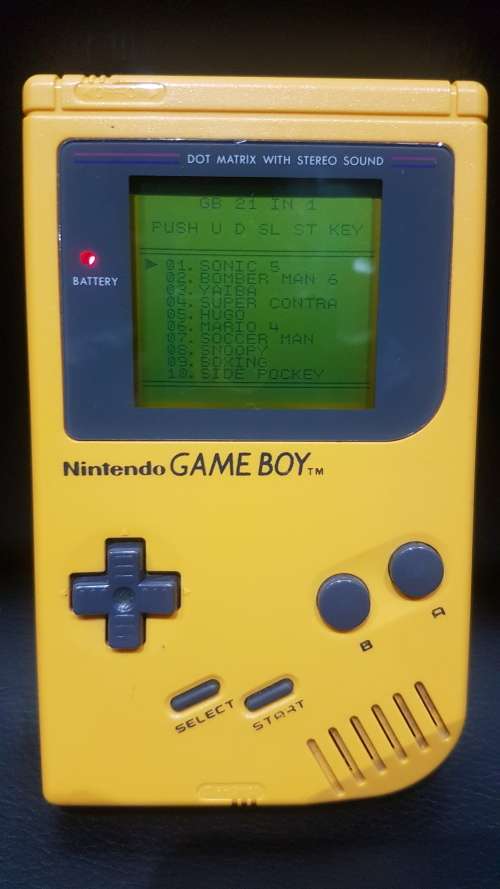 DOT MATRIX WITH STEREO SOUND
GB 21 IN 1
PUSH U D SL ST KEY
01. SONIC 5
02. BOMBER MAN 6
03. YAIBA
04. SUPER CONTRA
05. HUGO
06. MARIO 4
07. SOCCER MAN
08. SNOOPY
09. BOXING
10. SIDE POCKEY
BATTERY
Nintendo GAME BOY TM
B
A
SELECT
START